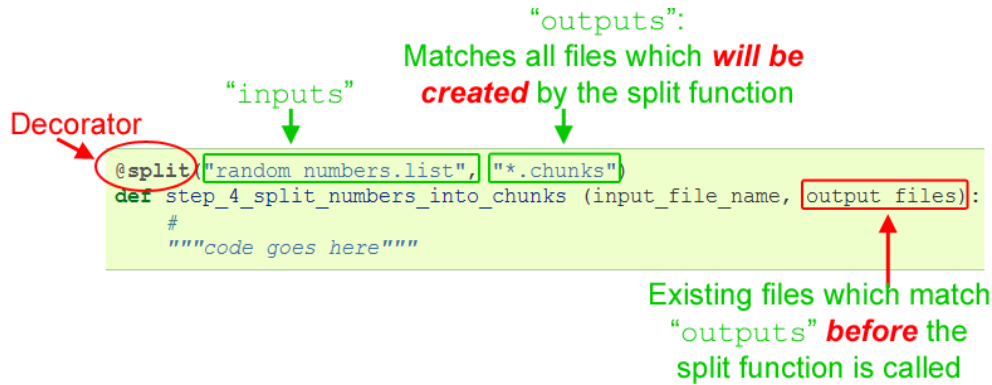 “outputs”:
Matches all files which will be
created by the split function
“inputs”
Decorator
@split("random_numbers.list", "*.chunks")
def step_4_split_numbers_into_chunks (input_file_name, output_files):
#
"""code goes here"""
Existing files which match
“outputs” before the
split function is called